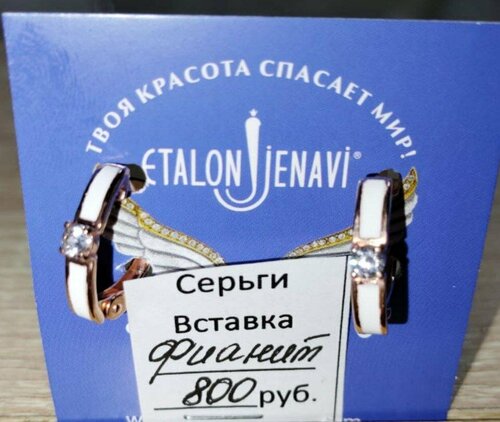 ТВОЯ КРАСОТА СПАСАЕТ МИР!
ETALON JENAVI®
Серьги
Вставка
фианит
800 руб.